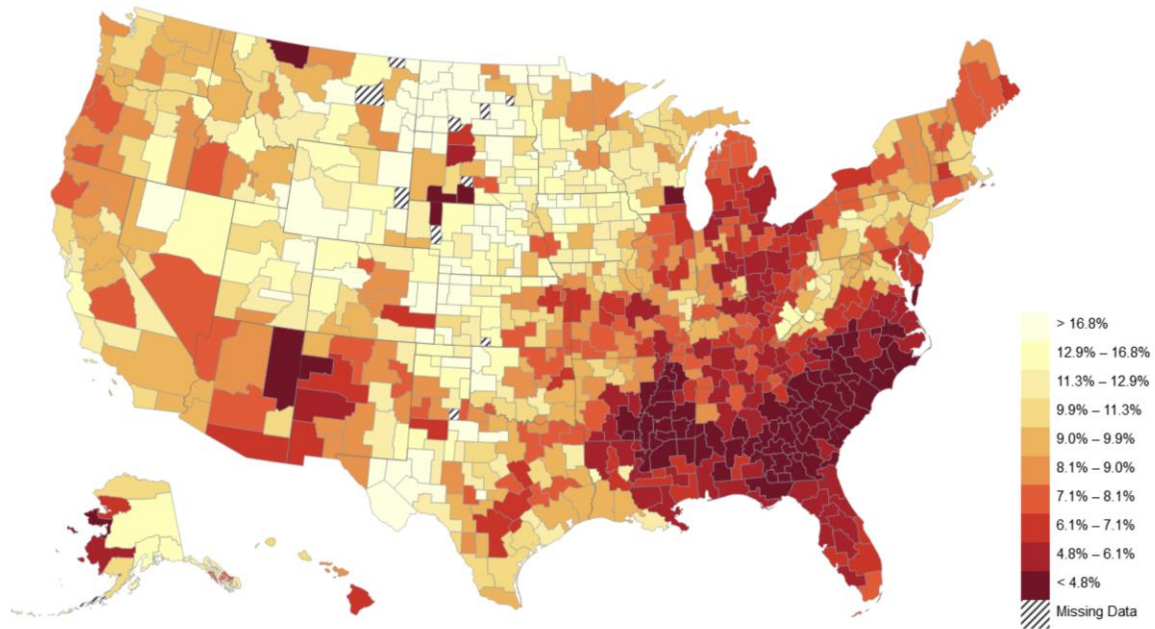 > 16.8%
12.9% – 16.8%
11.3% – 12.9%
9.9% – 11.3%
9.0% – 9.9%
8.1% – 9.0%
7.1% – 8.1%
6.1% – 7.1%
4.8% – 6.1%
< 4.8%
Missing Data